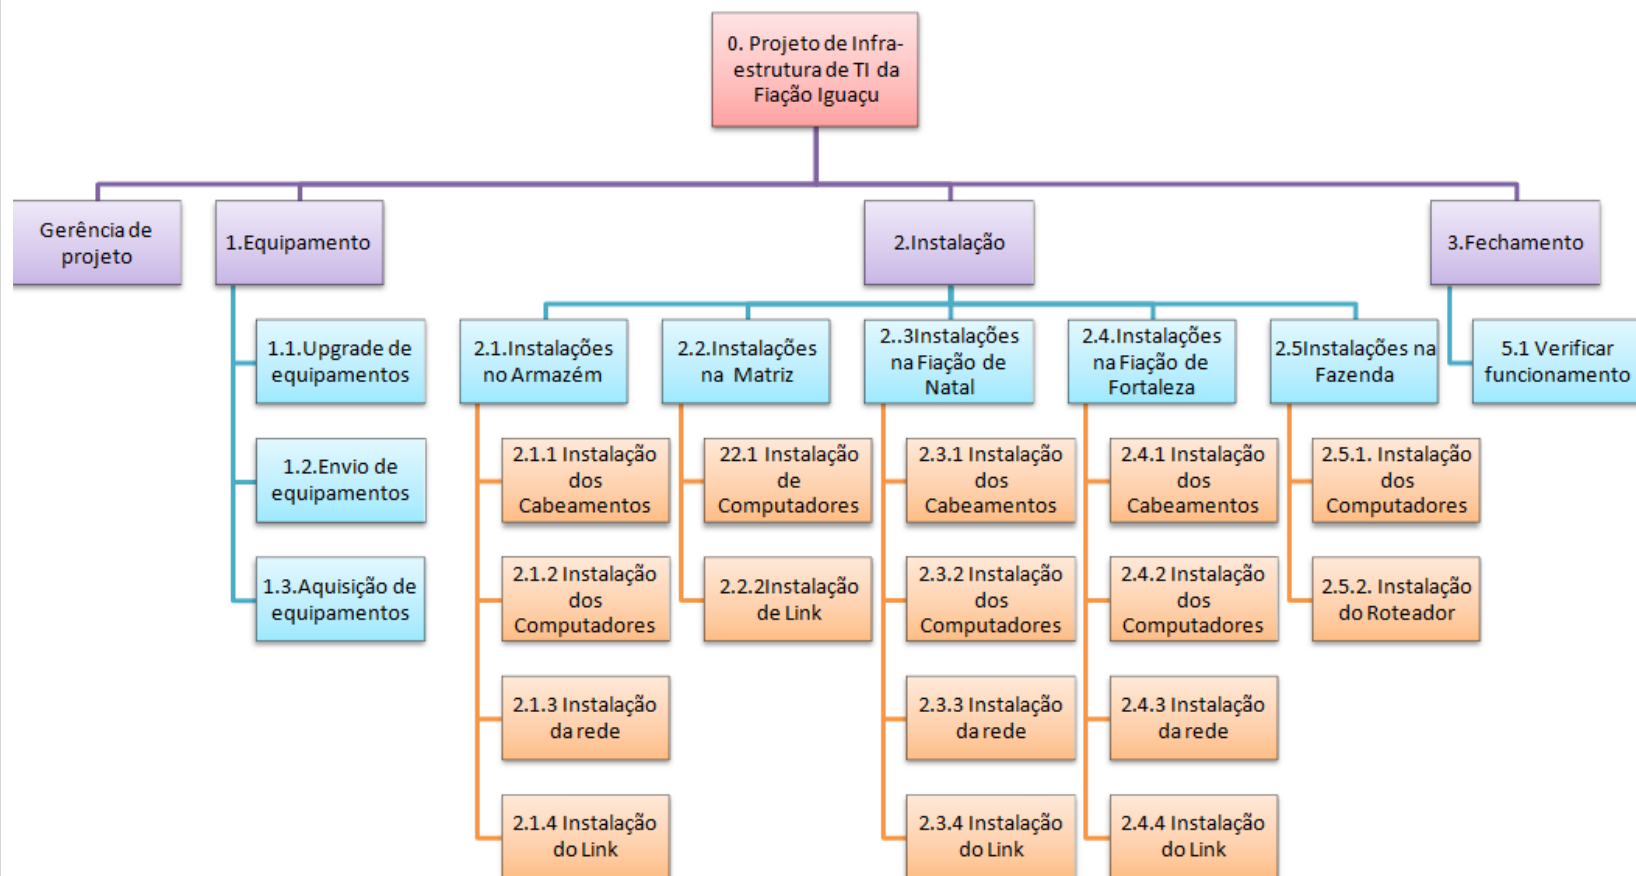 0. Projeto de Infra-
estrutura de TI da
Fiação Iguaçu
Gerência de
projeto
1.Equipamento
2.Instalação
3.Fechamento
1.1.Upgrade de
equipamentos
1.2.Envio de
equipamentos
1.3.Aquisição de
equipamentos
2.1.Instalações
no Armazém
2.1.1 Instalação
dos
Cabeamentos
2.1.2 Instalação
dos
Computadores
2.1.3 Instalação
da rede
2.1.4 Instalação
do Link
2.2.Instalações
na Matriz
22.1 Instalação
de
Computadores
2.2.2Instalação
de Link
2..3Instalações
na Fiação de
Natal
2.3.1 Instalação
dos
Cabeamentos
2.3.2 Instalação
dos
Computadores
2.3.3 Instalação
da rede
2.3.4 Instalação
do Link
2.4.Instalações
na Fiação de
Fortaleza
2.4.1 Instalação
dos
Cabeamentos
2.4.2 Instalação
dos
Computadores
2.4.3 Instalação
da rede
2.4.4 Instalação
do Link
2.5Instalações na
Fazenda
2.5.1. Instalação
dos
Computadores
2.5.2. Instalação
do Roteador
5.1 Verificar
funcionamento